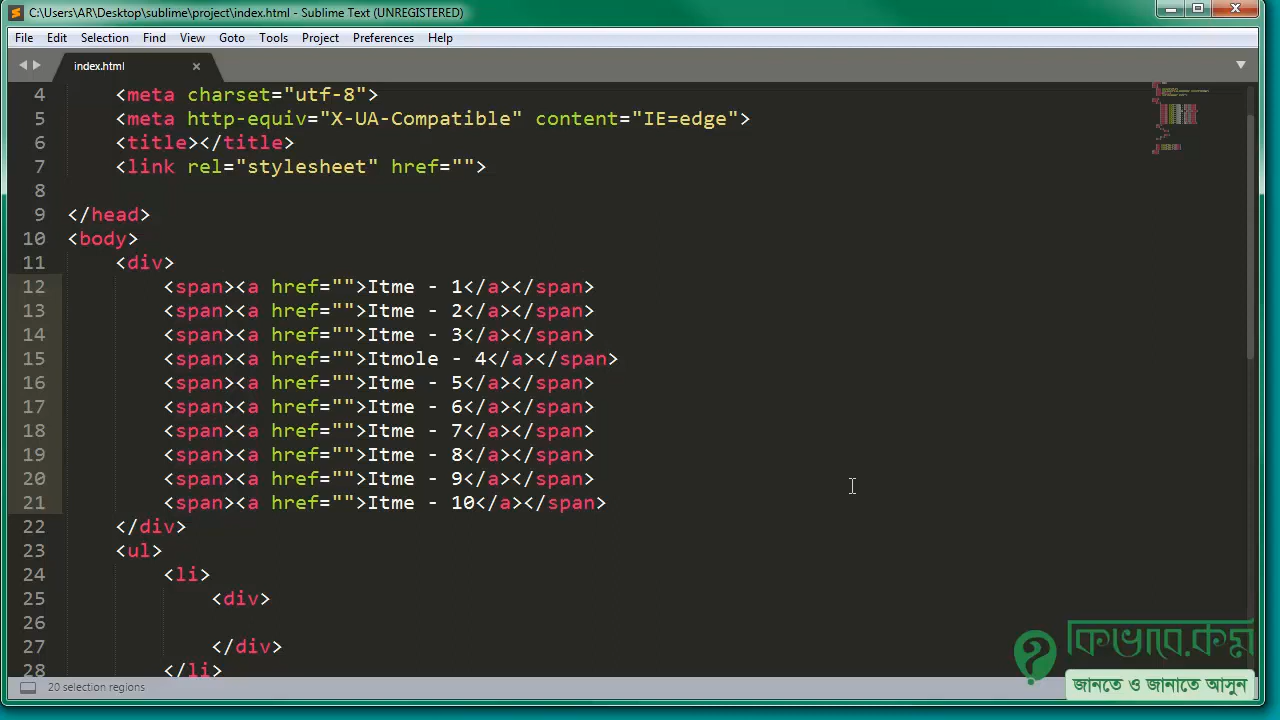 C:\Users\AR\Desktop\sublime\project\index.html - Sublime Text (UNREGISTERED)
File Edit Selection Find View Goto Tools Project Preferences Help
index.html
4 <meta charset="utf-8">
5 <meta http-equiv="X-UA-Compatible" content="IE=edge">
6 <title></title>
7 <link rel="stylesheet" href="">
8
9 </head>
10 <body>
11 <div>
12 <span><a href="">Itme - 1</a></span>
13 <span><a href="">Itme - 2</a></span>
14 <span><a href="">Itme - 3</a></span>
15 <span><a href="">Itmole - 4</a></span>
16 <span><a href="">Itme - 5</a></span>
17 <span><a href="">Itme - 6</a></span>
18 <span><a href="">Itme - 7</a></span>
19 <span><a href="">Itme - 8</a></span>
20 <span><a href="">Itme - 9</a></span>
21 <span><a href="">Itme - 10</a></span>
22 </div>
23 <ul>
24 <li>
25 <div>
26
27 </div>
28 </li>
কিভাবে.কম
জানতে ও জানাতে আসুন
20 selection regions